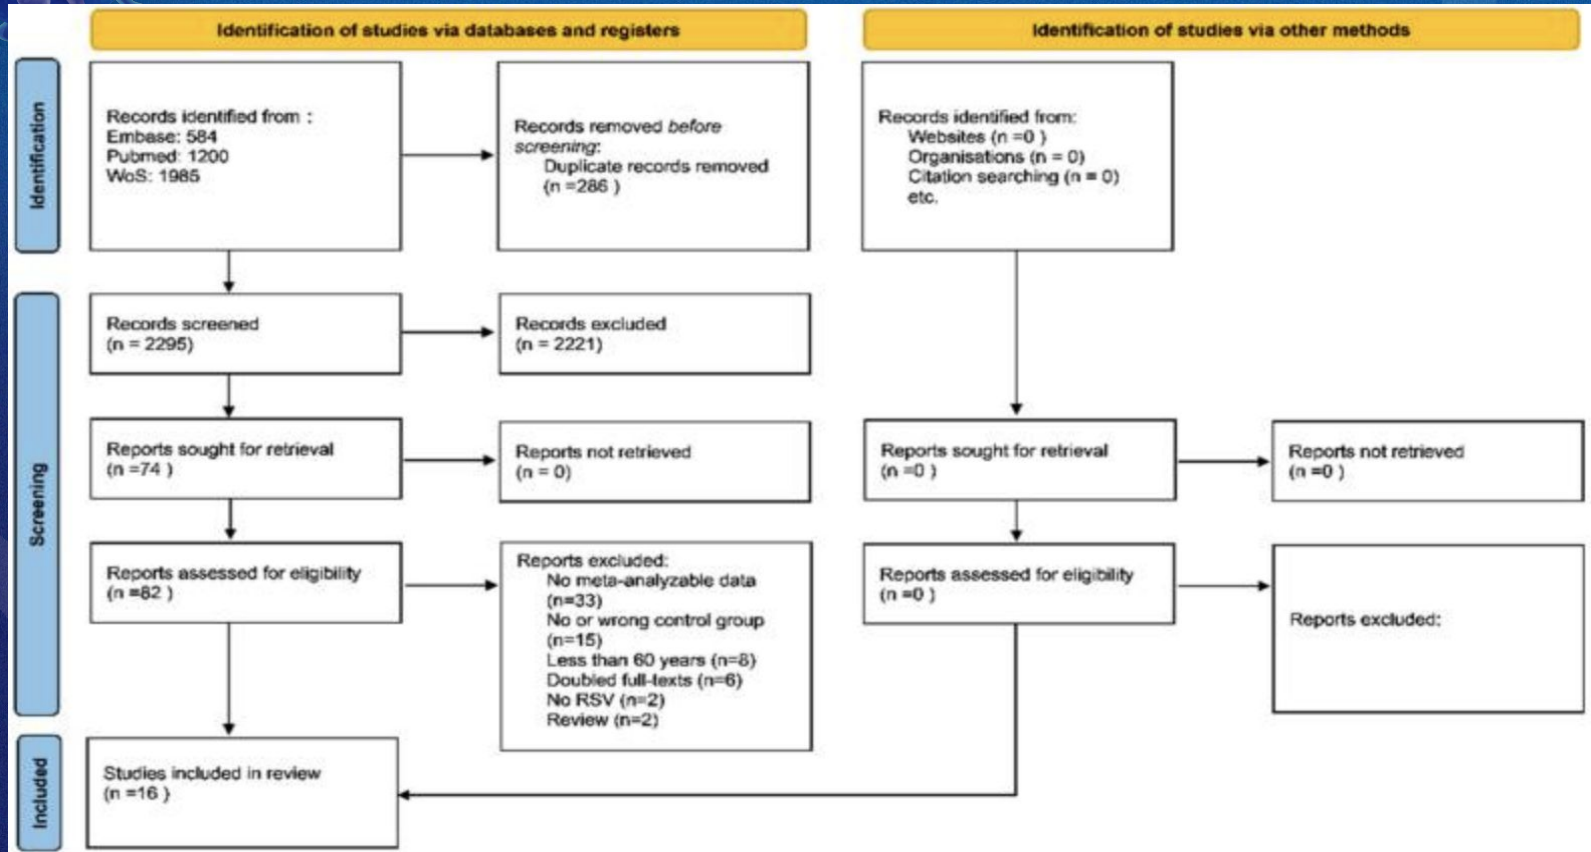 Identification of studies via databases and registers
Identification of studies via other methods
Identification
Records identified from :
Embase: 584
Pubmed: 1200
WoS: 1985
Records removed before
screening:
Duplicate records removed
(n =286 )
Records identified from:
Websites (n =0 )
Organisations (n = 0)
Citation searching (n = 0)
etc.
Screening
Records screened
(n = 2295)
Records excluded
(n = 2221)
Reports sought for retrieval
(n =74 )
Reports not retrieved
(n = 0)
Reports sought for retrieval
(n =0 )
Reports not retrieved
(n =0 )
Reports assessed for eligibility
(n =82 )
Reports excluded:
No meta-analyzable data
(n=33)
No or wrong control group
(n=15)
Less than 60 years (n=8)
Doubled full-texts (n=6)
No RSV (n=2)
Review (n=2)
Reports assessed for eligibility
(n =0 )
Reports excluded:
Included
Studies included in review
(n =16 )